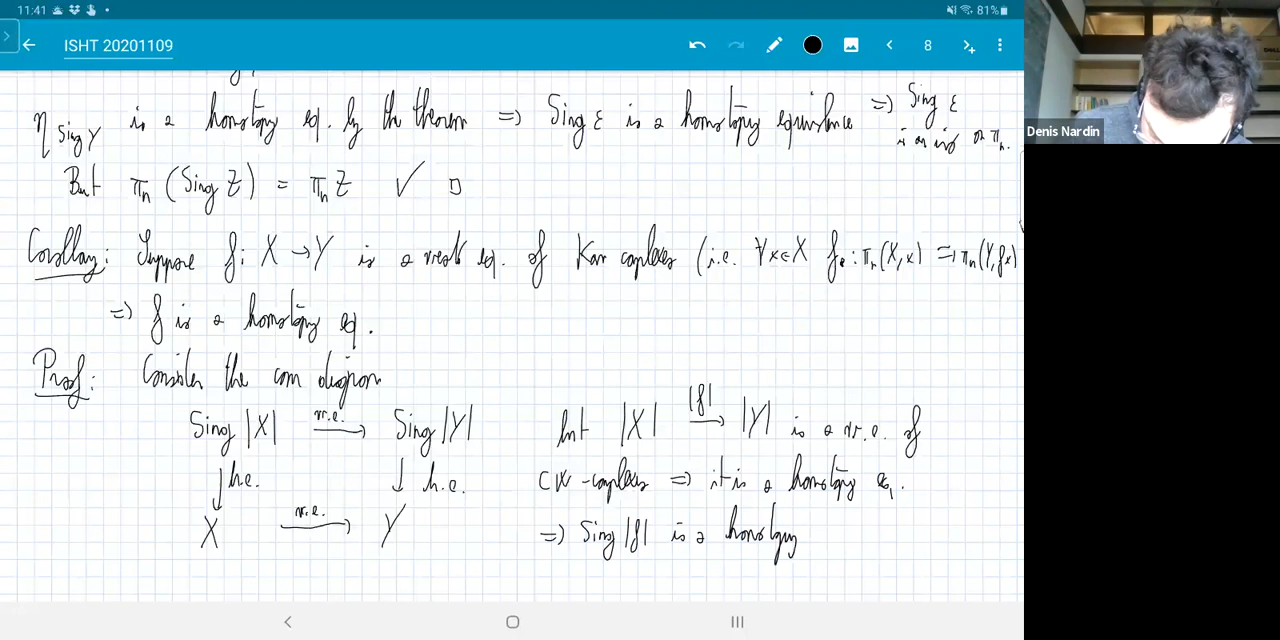 11:41 81%
ISHT 20201109 8
Denis Nardin
η Sing Y is a homotopy eq. by the theorem ⇒ Sing ε is a homotopy equivalence ⇒ Sing ε is an iso on πn.
But πn (Sing Z) = πn Z ✓ □
Corollary: Suppose f: X → Y is a weak eq. of Kan complexes (i.e. ∀x∈X f∗: πn(X,x) ⥲ πn(Y,fx)
⇒ f is a homotopy eq.
Proof: Consider the com diagram
Sing |X| w.e. → Sing |Y|
↓ h.e. ↓ h.e.
X w.e. → Y
but |X| |f| → |Y| is a w.e. of
CW-complexes ⇒ it is a homotopy eq.
⇒ Sing |f| is a homotopy